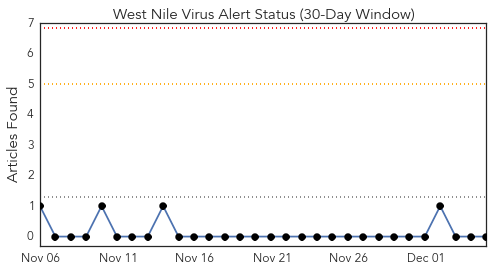 West Nile Virus Alert Status (30-Day Window)
Articles Found
7
6
5
4
3
2
1
0
Nov 06 Nov 11 Nov 16 Nov 21 Nov 26 Dec 01